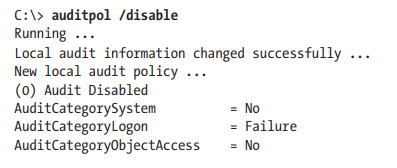 C:\> auditpol /disable
Running ...
Local audit information changed successfully ...
New local audit policy ...
(0) Audit Disabled
AuditCategorySystem = No
AuditCategoryLogon = Failure
AuditCategoryObjectAccess = No